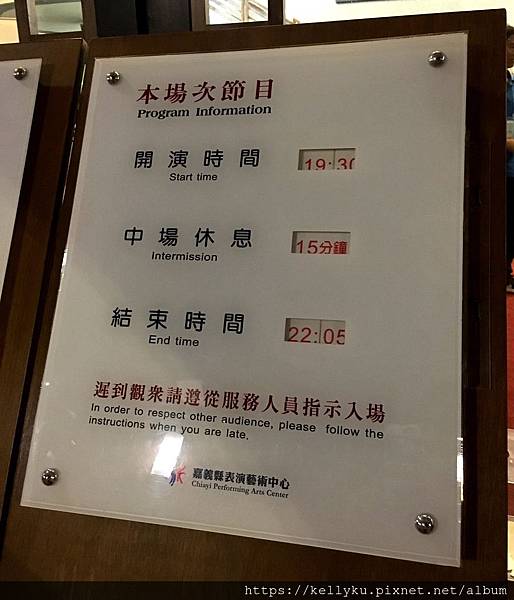 本場次節目
Program Information
開演時間 19:30
Start time
中場休息 15分鐘
Intermission
結束時間 22:05
End time
遲到觀眾請遵從服務人員指示入場
In order to respect other audience, please follow the
instructions when you are late.
嘉義縣表演藝術中心
Chiayi Performing Arts Center
https://kellyku.pixnet.net/album